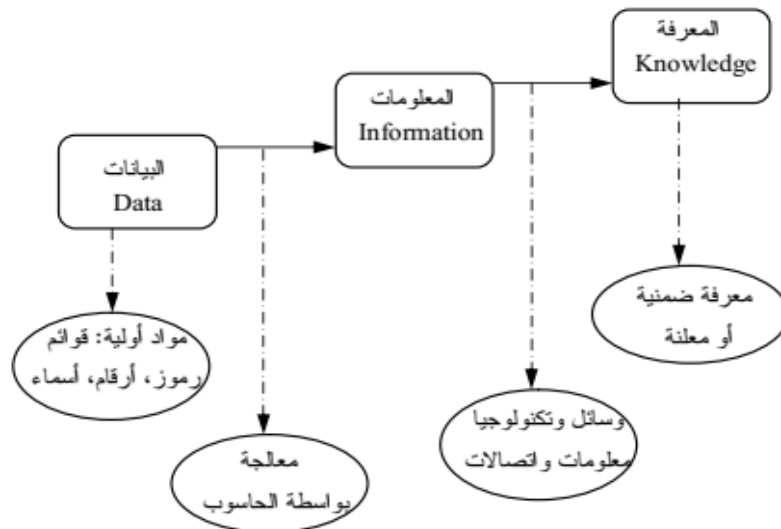 المعرفة
Knowledge
المعلومات
Information
البيانات
Data
معرفة ضمنية
أو معلنة
مواد أولية: قوائم
رموز، أرقام، أسماء
وسائل وتكنولوجيا
معلومات واتصالات
معالجة
بواسطة الحاسوب